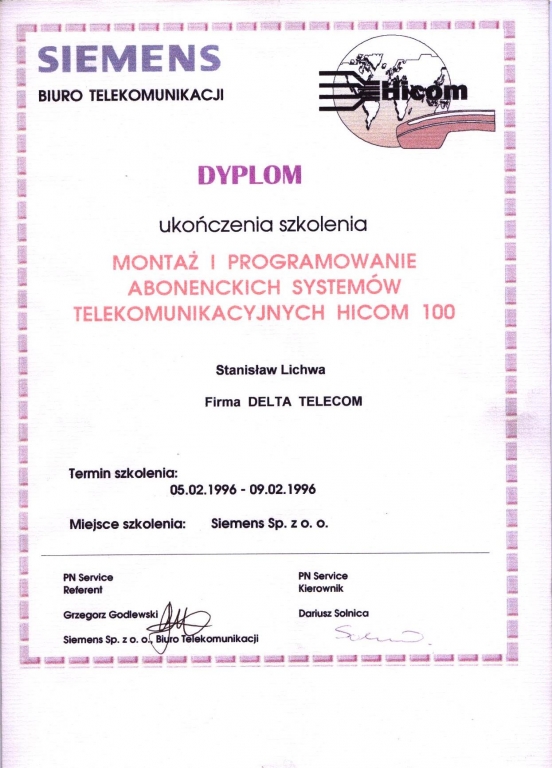 SIEMENS
BIURO TELEKOMUNIKACJI
Hicom
DYPLOM
ukończenia szkolenia
MONTAŻ I PROGRAMOWANIE
ABONENCKICH SYSTEMÓW
TELEKOMUNIKACYJNYCH HICOM 100
Stanisław Lichwa
Firma DELTA TELECOM
Termin szkolenia:
05.02.1996 - 09.02.1996
Miejsce szkolenia: Siemens Sp. z o. o.
PN Service
Referent
Grzegorz Godlewski
Siemens Sp. z o. o., Biuro Telekomunikacji
PN Service
Kierownik
Dariusz Solnica